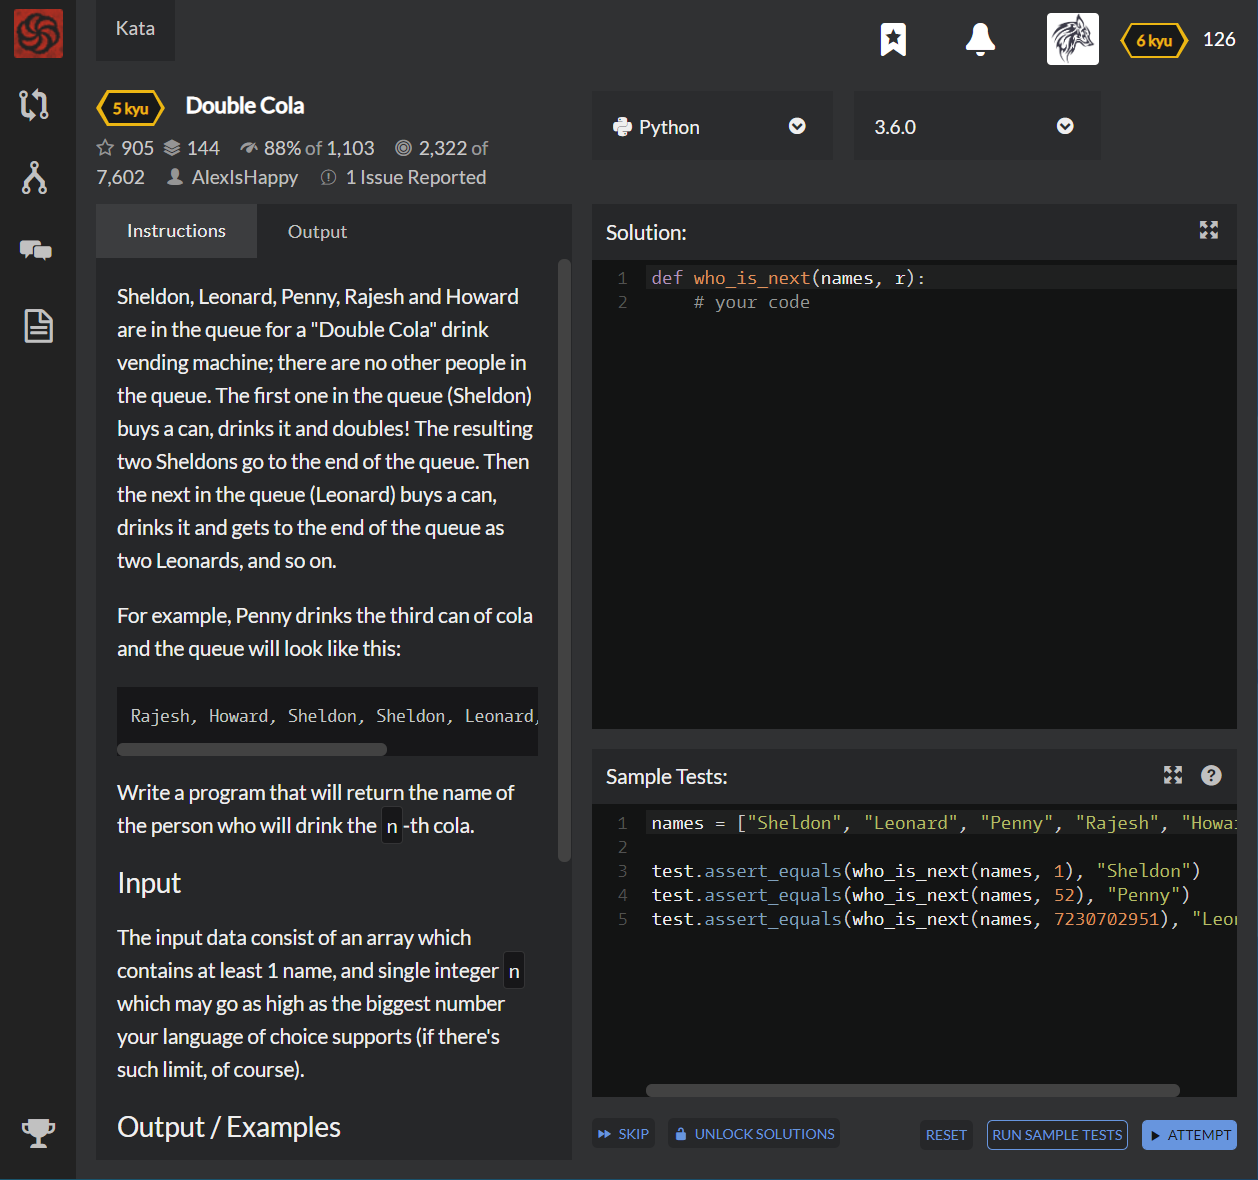 Kata
6 kyu
126
5 kyu
Double Cola
905 144 88% of 1,103 2,322 of
7,602 AlexIsHappy 1 Issue Reported
Python
3.6.0
Instructions
Output
Sheldon, Leonard, Penny, Rajesh and Howard
are in the queue for a "Double Cola" drink
vending machine; there are no other people in
the queue. The first one in the queue (Sheldon)
buys a can, drinks it and doubles! The resulting
two Sheldons go to the end of the queue. Then
the next in the queue (Leonard) buys a can,
drinks it and gets to the end of the queue as
two Leonards, and so on.
For example, Penny drinks the third can of cola
and the queue will look like this:
Rajesh, Howard, Sheldon, Sheldon, Leonard,
Write a program that will return the name of
the person who will drink the n -th cola.
Input
The input data consist of an array which
contains at least 1 name, and single integer n
which may go as high as the biggest number
your language of choice supports (if there's
such limit, of course).
Output / Examples
Solution:
1 def who_is_next(names, r):
2 # your code
Sample Tests:
1 names = ["Sheldon", "Leonard", "Penny", "Rajesh", "Howa
2
3 test.assert_equals(who_is_next(names, 1), "Sheldon")
4 test.assert_equals(who_is_next(names, 52), "Penny")
5 test.assert_equals(who_is_next(names, 7230702951), "Leo
SKIP
UNLOCK SOLUTIONS
RESET
RUN SAMPLE TESTS
ATTEMPT